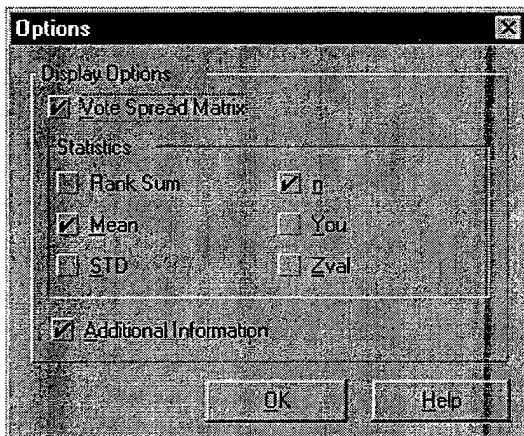 Options
Display Options
Vote Spread Matrix
Statistics
Rank Sum
n
Mean
You
STD
Zval
Additional Information
OK
Help